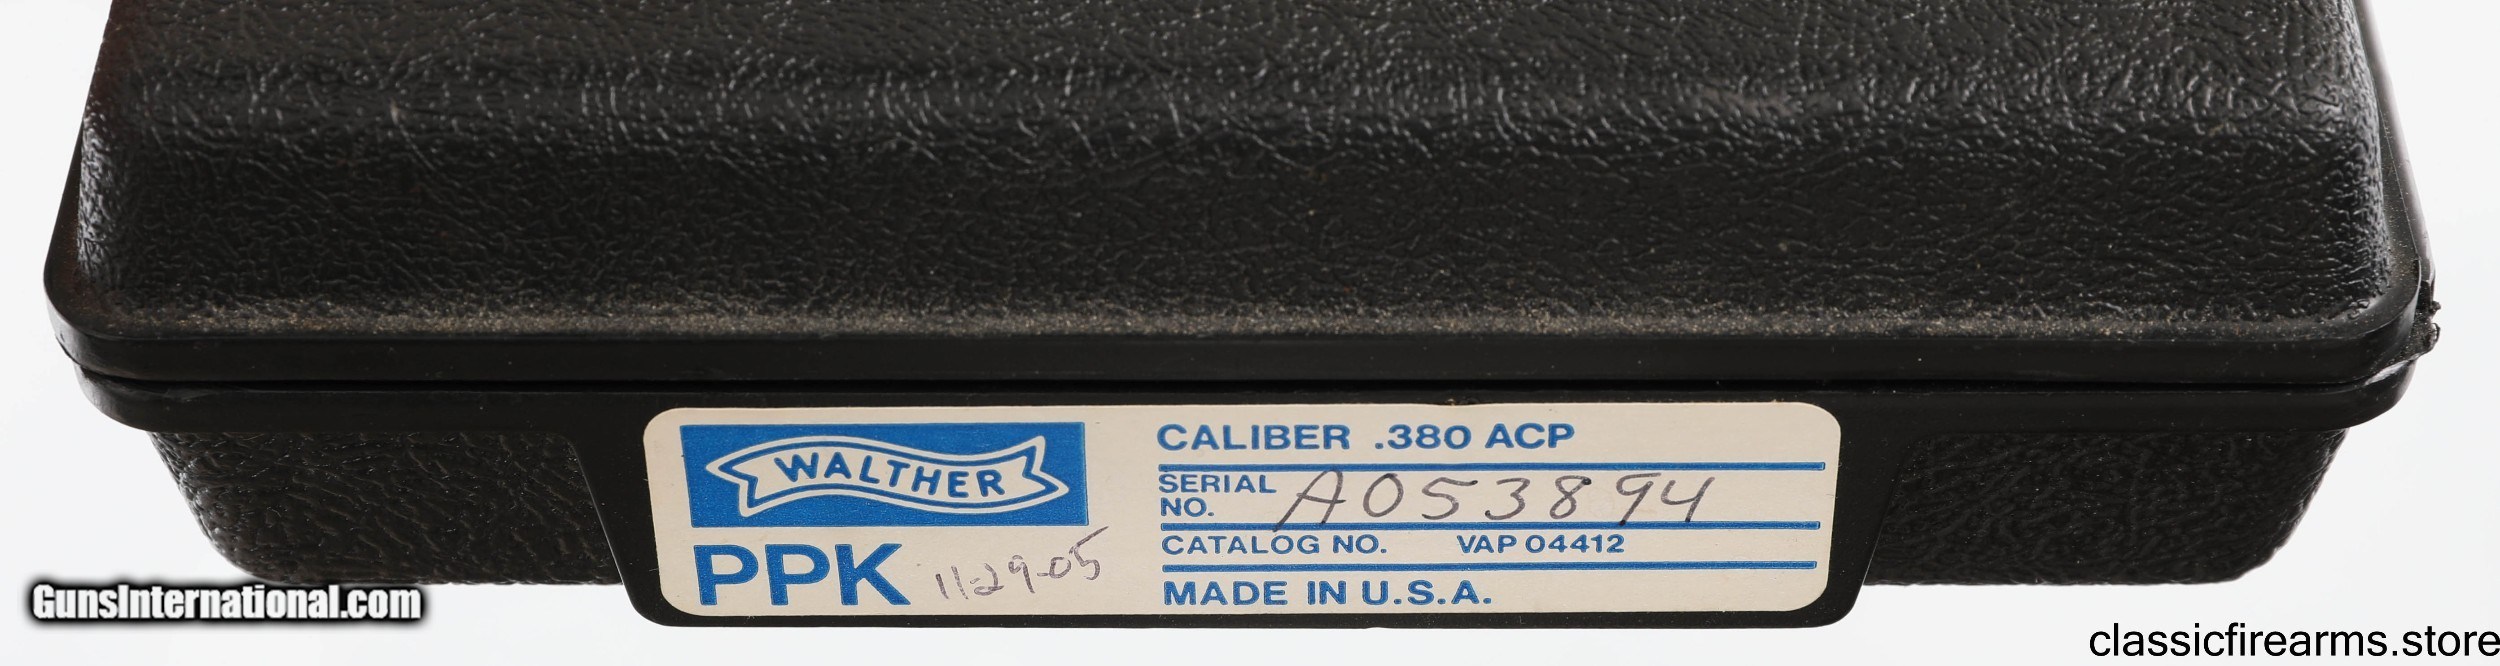 WALTHER
PPK 11-29-05
CALIBER .380 ACP
SERIAL
NO. A053894
CATALOG NO. VAP 04412
MADE IN U.S.A.
GunsInternational.com
classicfirearms.store